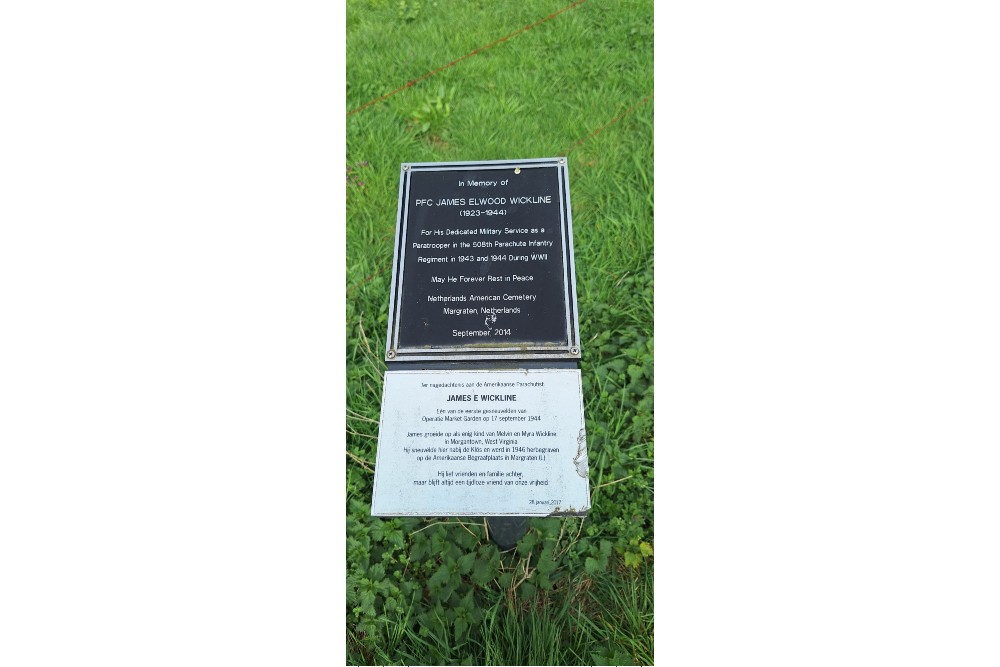 In Memory of
PFC JAMES ELWOOD WICKLINE
(1923-1944)
For His Dedicated Military Service as a
Paratrooper in the 508th Parachute Infantry
Regiment in 1943 and 1944 During WWII
May He Forever Rest in Peace
Netherlands American Cemetery
Margraten, Netherlands
September 2014
Ter nagedachtenis aan de Amerikaanse Parachutist
JAMES E WICKLINE
Eén van de eerste gesneuvelden van
Operatie Market Garden op 17 september 1944
James groeide op als enig kind van Melvin en Myra Wickline
in Morgantown, West Virginia
Hij sneuvelde hier nabij de Klös en werd in 1946 herbegraven
op de Amerikaanse Begraafplaats in Margraten (L)
Hij liet vrienden en familie achter,
maar blijft altijd een tijdloze vriend van onze vrijheid.
28 januari 2017